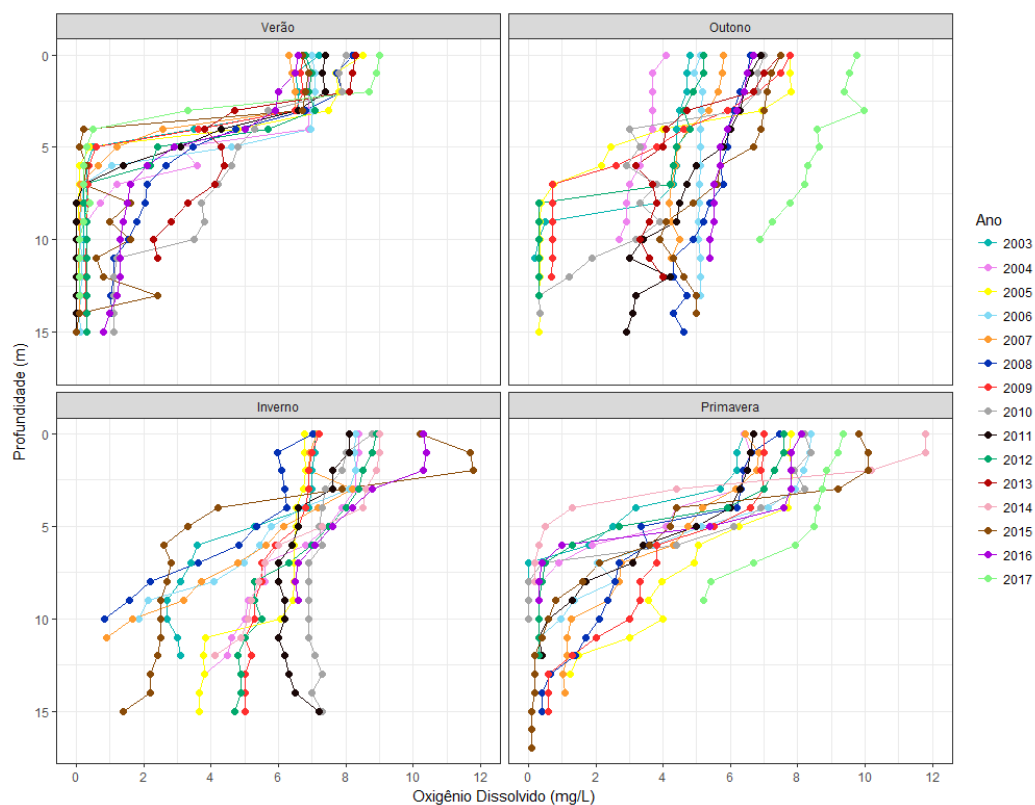 Verão
Outono
0
5
10
15
Inverno
Primavera
0
5
10
15
0 2 4 6 8 10 12
0 2 4 6 8 10 12
Profundidade (m)
Oxigênio Dissolvido (mg/L)
Ano
2003
2004
2005
2006
2007
2008
2009
2010
2011
2012
2013
2014
2015
2016
2017